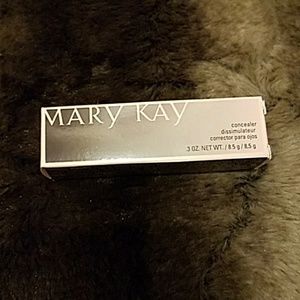 MARY KAY
concealer
dissimulateur
corrector para ojos
.3 OZ. NET WT. / 8.5 g / 8,5 g